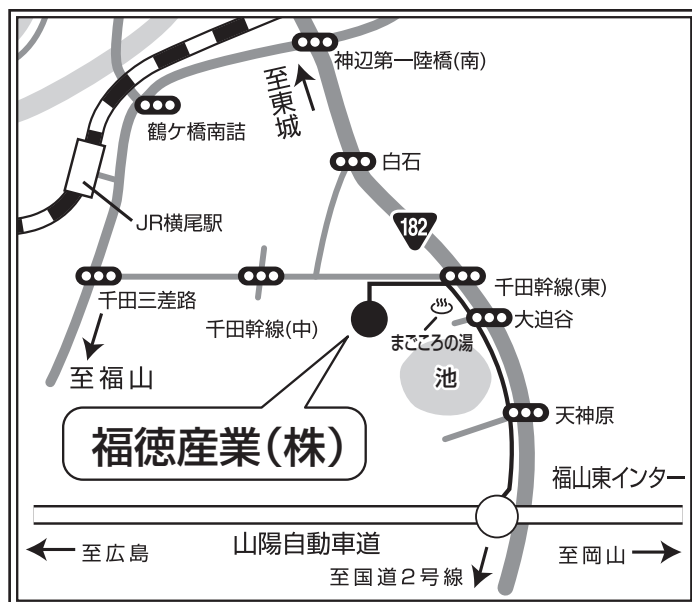 神辺第一陸橋(南)
至東城
鶴ケ橋南詰
白石
JR横尾駅
182
千田三差路
千田幹線(中)
千田幹線(東)
大迫谷
まごころの湯
池
至福山
天神原
福徳産業(株)
福山東インター
山陽自動車道
至広島
至岡山
至国道2号線